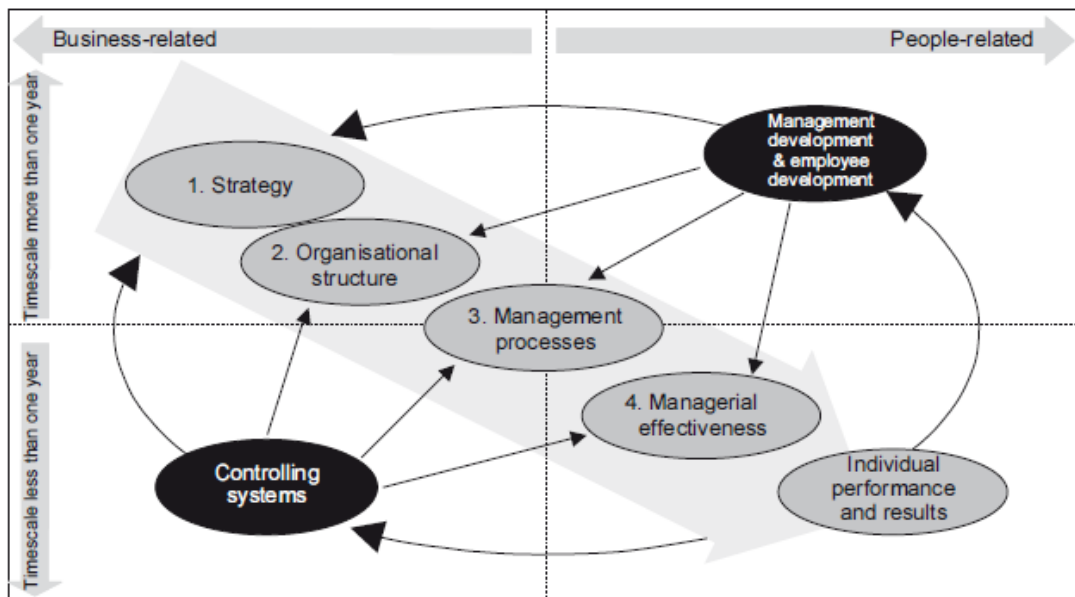 Business-related
People-related
Timescale more than one year
Management
development
& employee
development
1. Strategy
2. Organisational
structure
3. Management
processes
4. Managerial
effectiveness
Timescale less than one year
Controlling
systems
Individual
performance
and results